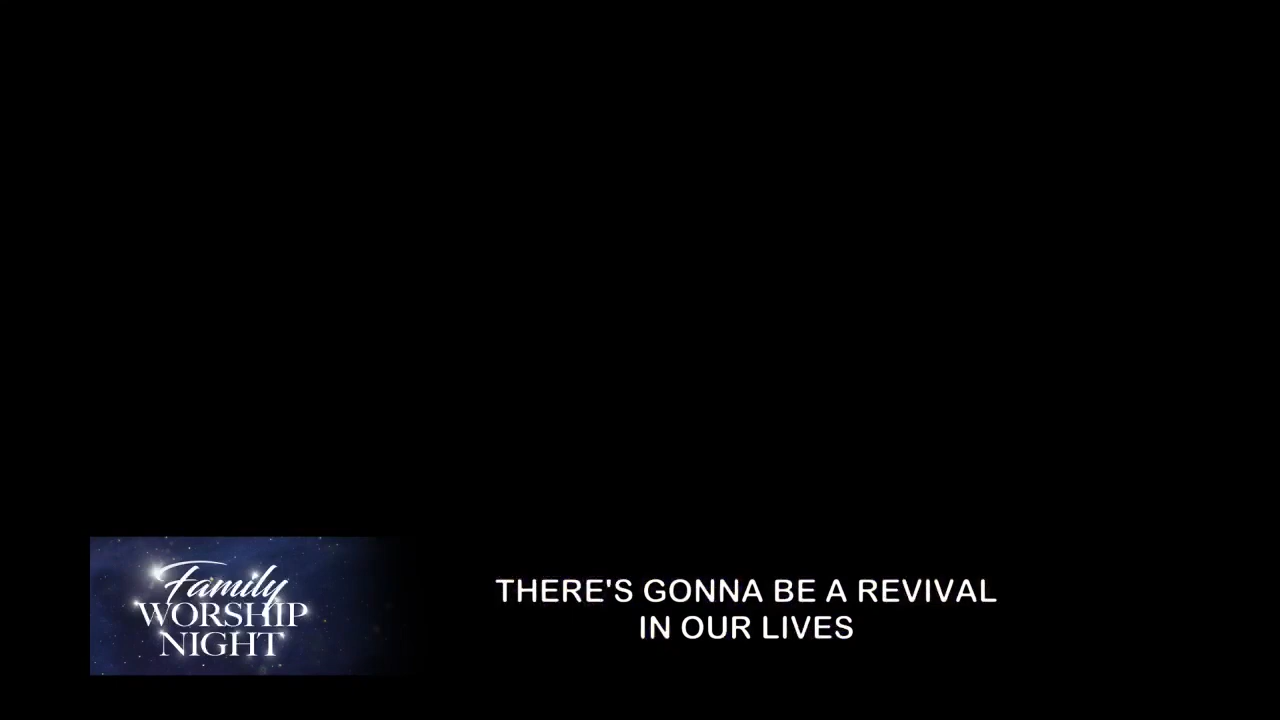 Family
WORSHIP
NIGHT
THERE'S GONNA BE A REVIVAL
IN OUR LIVES